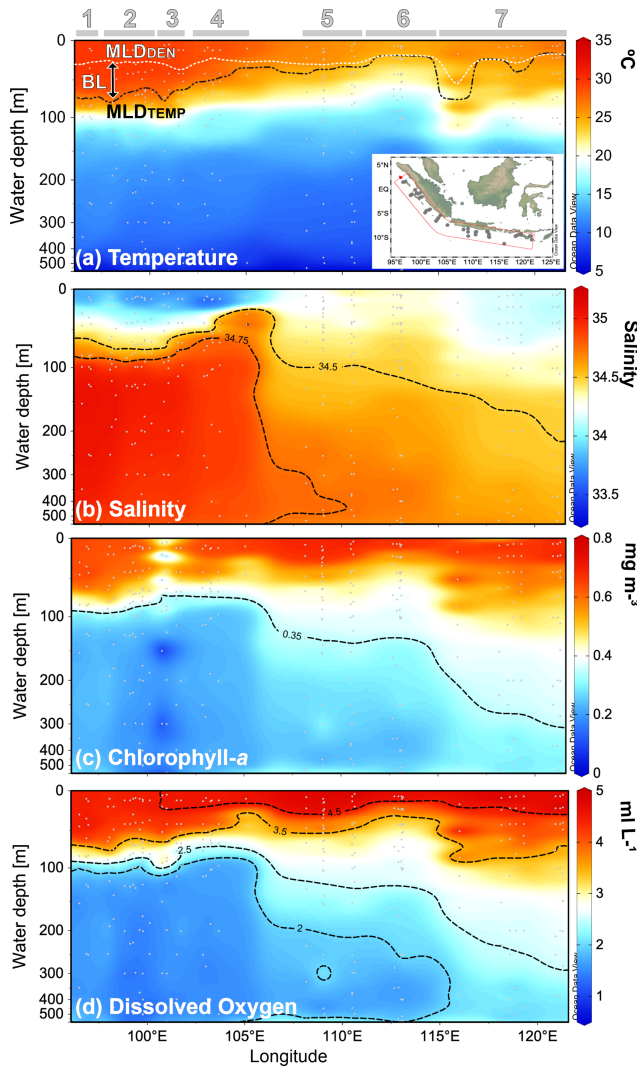 1 2 3 4 5 6 7
0
100
200
300
400
500
Water depth [m]
MLDDEN
BL
MLDTEMP
(a) Temperature
5°N
EQ
5°S
10°S
95°E 100°E 105°E 110°E 115°E 120°E 125°E
Ocean Data View
Ocean Data View
35
30
25
20
15
10
5
ºC
0
100
200
300
400
500
Water depth [m]
34.75
34.5
(b) Salinity
Ocean Data View
35
34.5
34
33.5
Salinity
0
100
200
300
400
500
Water depth [m]
0.35
(c) Chlorophyll-a
Ocean Data View
0.8
0.6
0.4
0.2
0
mg m-3
0
100
200
300
400
500
Water depth [m]
4.5
3.5
2.5
2
(d) Dissolved Oxygen
Ocean Data View
5
4
3
2
1
ml L-1
100°E 105°E 110°E 115°E 120°E
Longitude